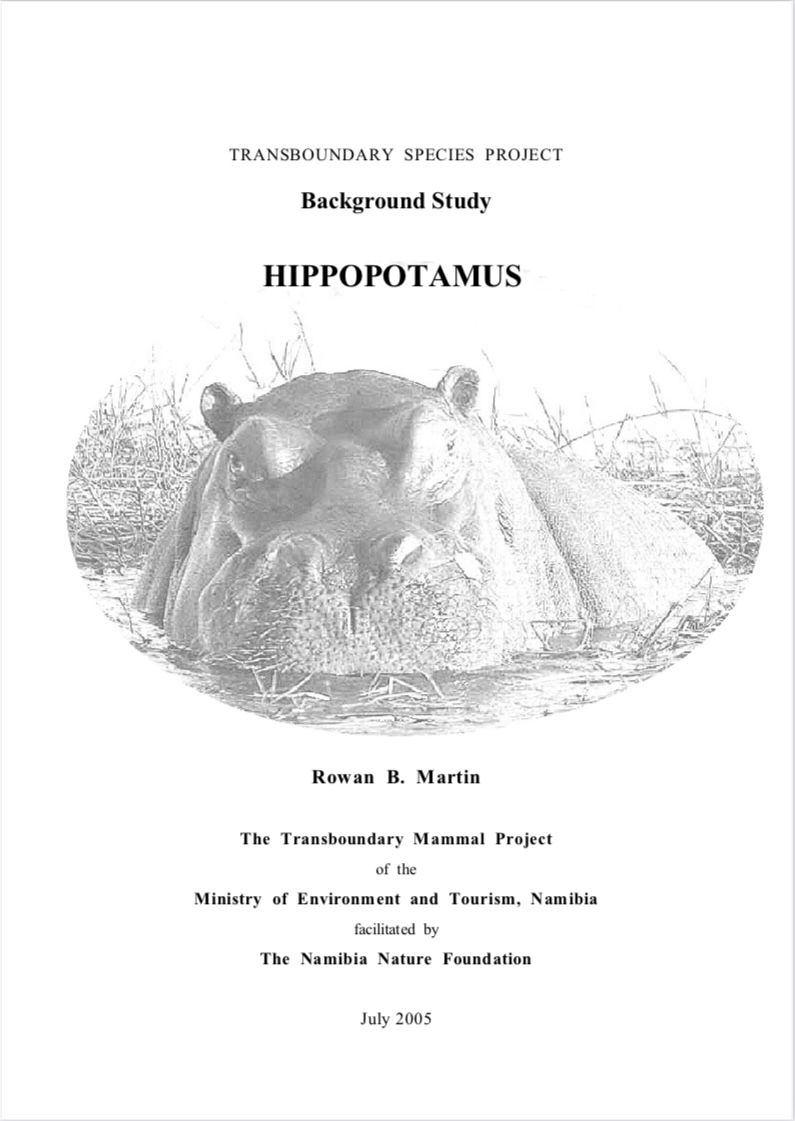 TRANSBOUNDARY SPECIES PROJECT
Background Study
HIPPOPOTAMUS
Rowan B. Martin
The Transboundary Mammal Project
of the
Ministry of Environment and Tourism, Namibia
facilitated by
The Namibia Nature Foundation
July 2005